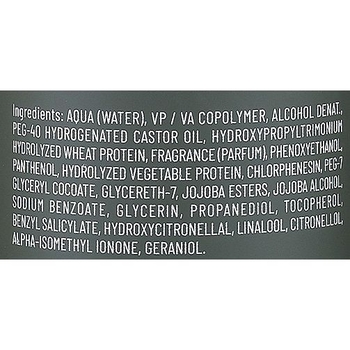 Ingredients: AQUA (WATER), VP / VA COPOLYMER, ALCOHOL DENAT.,
PEG-40 HYDROGENATED CASTOR OIL, HYDROXYPROPYLTRIMONIUM
HYDROLYZED WHEAT PROTEIN, FRAGRANCE (PARFUM), PHENOXYETHANOL,
PANTHENOL, HYDROLYZED VEGETABLE PROTEIN, CHLORPHENESIN, PEG-7
GLYCERYL COCOATE, GLYCERETH-7, JOJOBA ESTERS, JOJOBA ALCOHOL,
SODIUM BENZOATE, GLYCERIN, PROPANEDIOL, TOCOPHEROL,
BENZYL SALICYLATE, HYDROXYCITRONELLAL, LINALOOL, CITRONELLOL,
ALPHA-ISOMETHYL IONONE, GERANIOL.